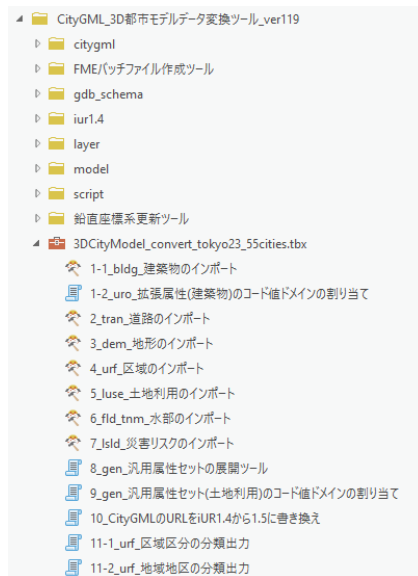 CityGML_3D都市モデルデータ変換ツール_ver119
citygml
FMEバッチファイル作成ツール
gdb_schema
iur1.4
layer
model
script
鉛直座標系更新ツール
3DCityModel_convert_tokyo23_55cities.tbx
1-1_bldg_建築物のインポート
1-2_uro_拡張属性(建築物)のコード値ドメインの割り当て
2_tran_道路のインポート
3_dem_地形のインポート
4_urf_区域のインポート
5_luse_土地利用のインポート
6_fld_tnm_水部のインポート
7_lsld_災害リスクのインポート
8_gen_汎用属性セットの展開ツール
9_gen_汎用属性セット(土地利用)のコード値ドメインの割り当て
10_CityGMLのURLをiUR1.4から1.5に書き換え
11-1_urf_区域区分の分類出力
11-2_urf_地域地区の分類出力